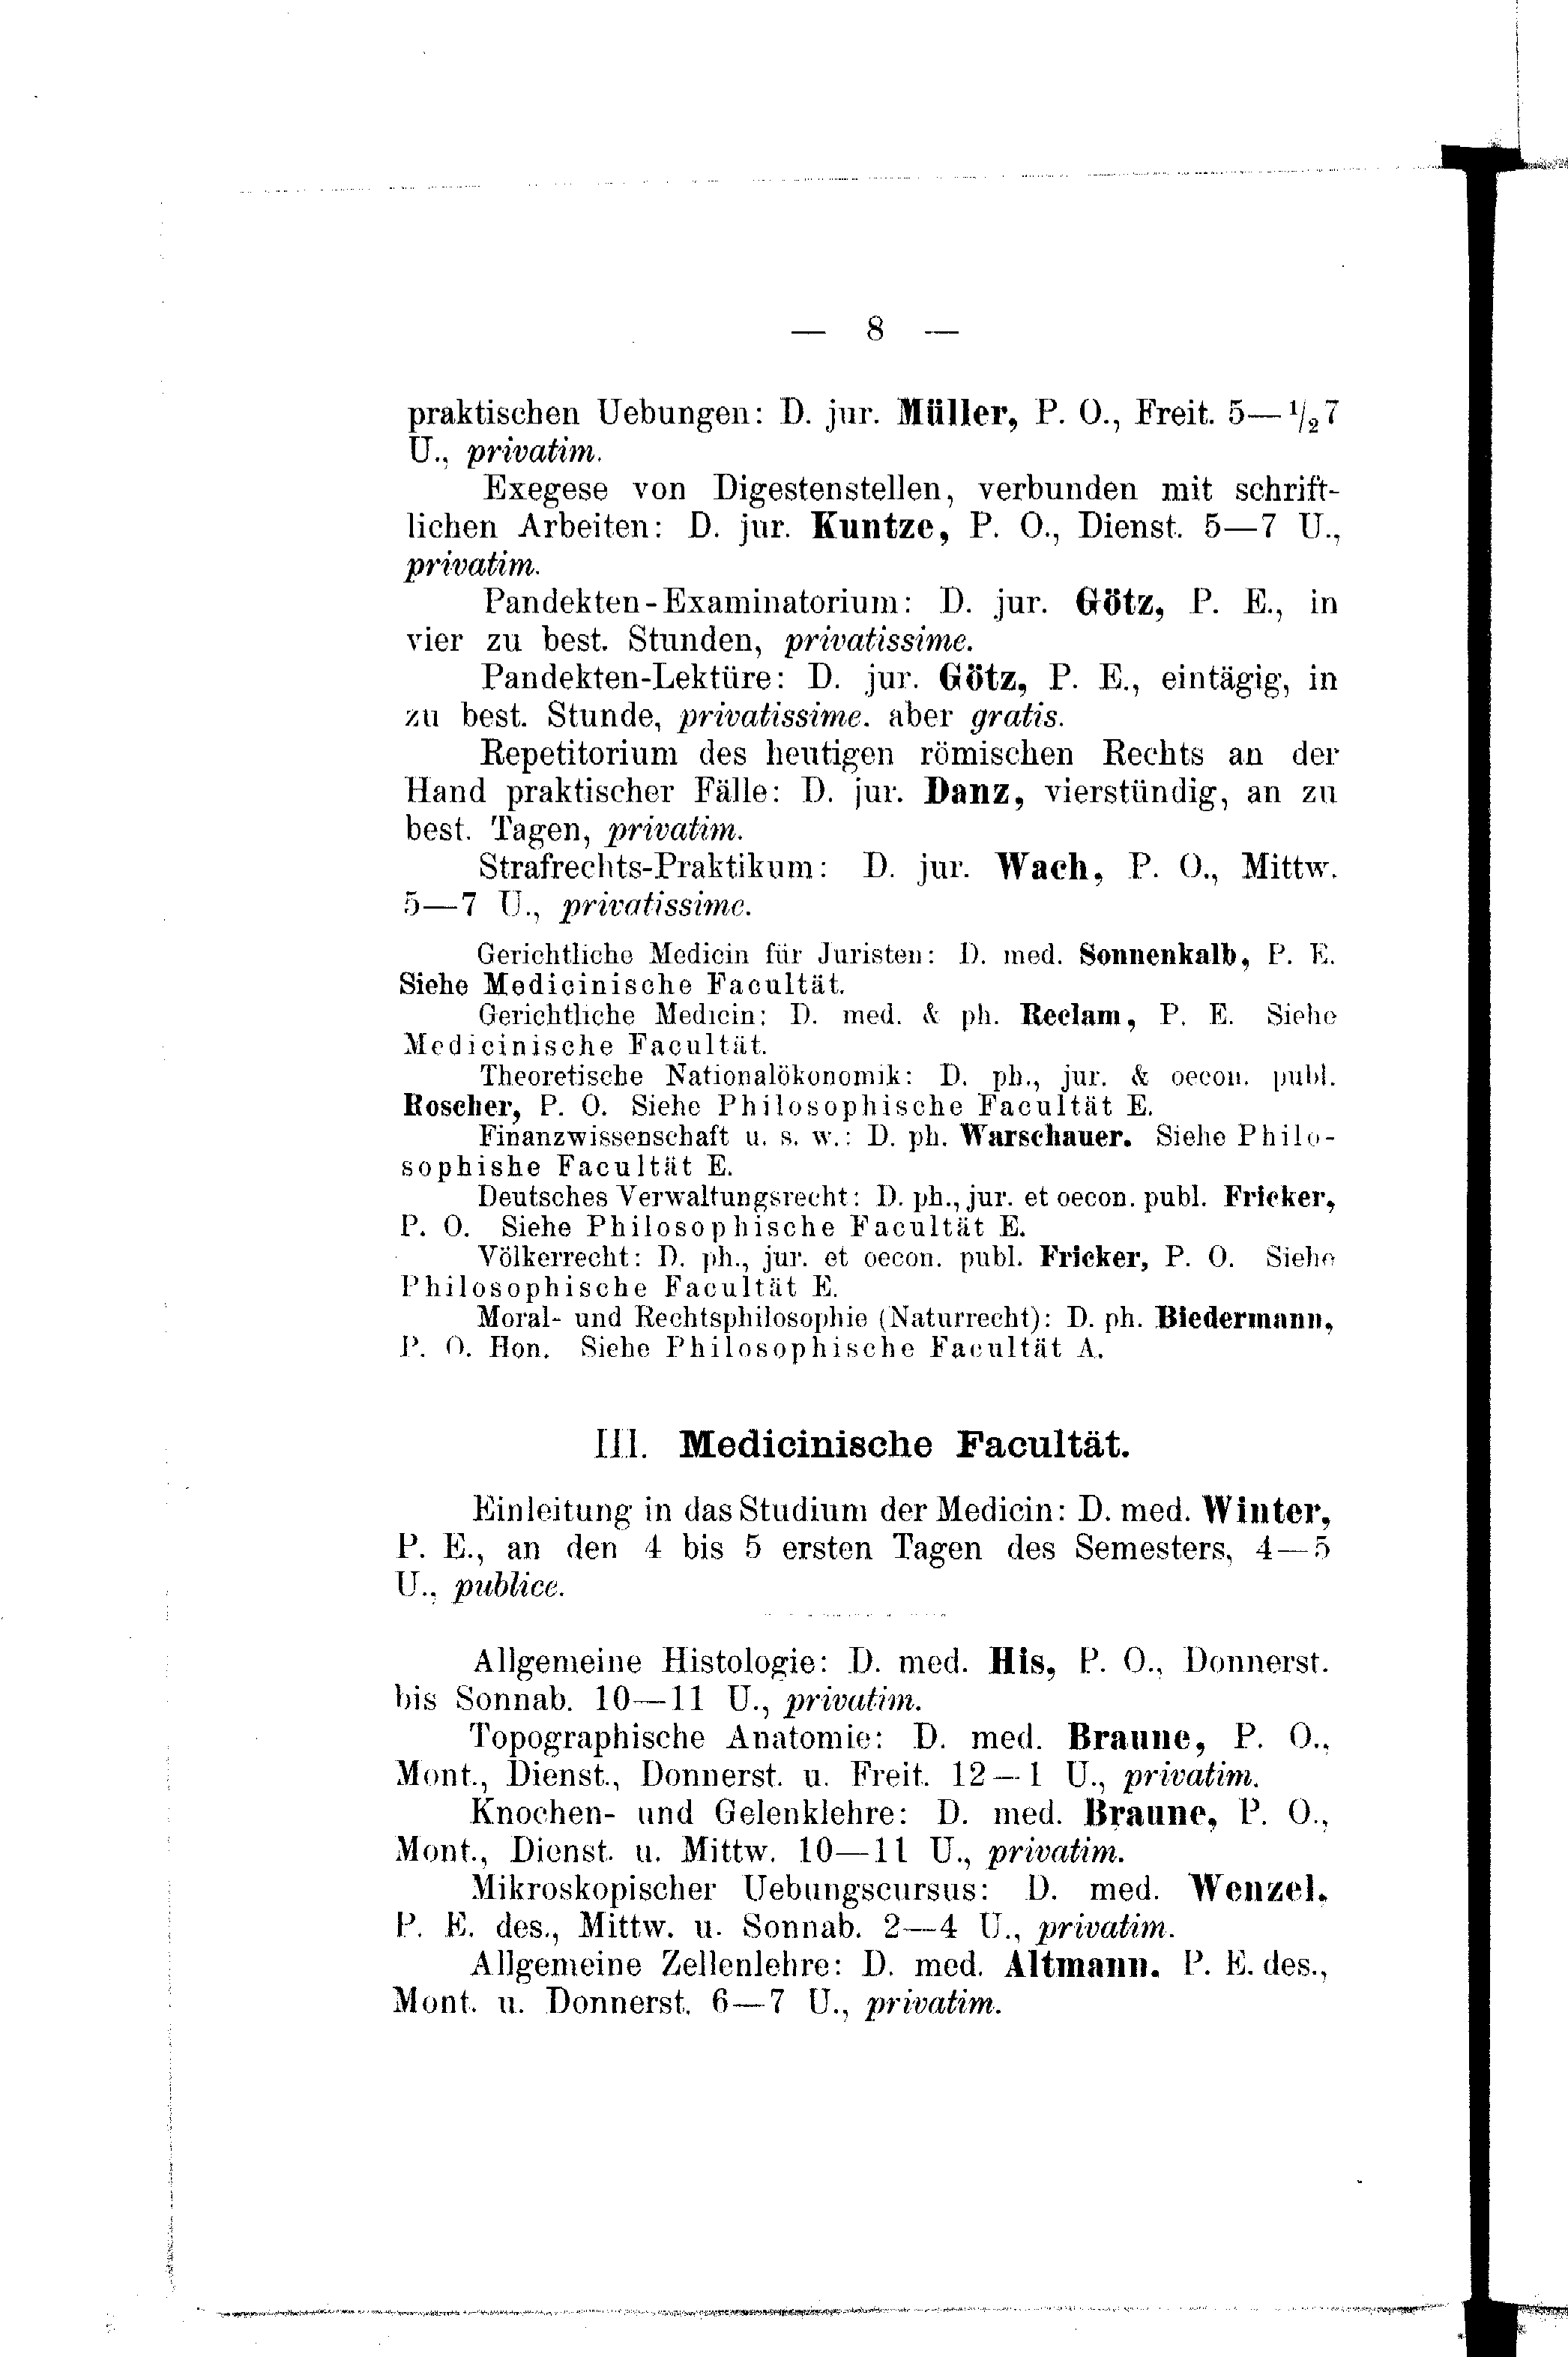 — 8 —
praktischen Uebungen: D. jur. Müller, P. O., Freit. 5—1/27
U., privatim.
Exegese von Digestenstellen, verbunden mit schrift-
lichen Arbeiten: D. jur. Kuntze, P. O., Dienst. 5—7 U.,
privatim.
Pandekten-Examinatorium: D. jur. Götz, P. E., in
vier zu best. Stunden, privatissime.
Pandekten-Lektüre: D. jur. Götz, P. E., eintägig, in
zu best. Stunde, privatissime. aber gratis.
Repetitorium des heutigen römischen Rechts an der
Hand praktischer Fälle: D. jur. Danz, vierstündig, an zu
best. Tagen, privatim.
Strafrechts-Praktikum: D. jur. Wach, P. O., Mittw.
5—7 U., privatissime.
Gerichtliche Medicin für Juristen: D. med. Sonnenkalb, P. E.
Siehe Medicinische Facultät.
Gerichtliche Medicin: D. med. & ph. Reclam, P. E. Siehe
Medicinische Facultät.
Theoretische Nationalökonomik: D. ph., jur. & oecon. publ.
Roscher, P. O. Siehe Philosophische Facultät E.
Finanzwissenschaft u. s. w.: D. ph. Warschauer. Siehe Philo-
sophishe Facultät E.
Deutsches Verwaltungsrecht: D. ph., jur. et oecon. publ. Fricker,
P. O. Siehe Philosophische Facultät E.
Völkerrecht: D. ph., jur. et oecon. publ. Fricker, P. O. Siehe
Philosophische Facultät E.
Moral- und Rechtsphilosophie (Naturrecht): D. ph. Biedermann,
P. O. Hon. Siehe Philosophische Facultät A.
III. Medicinische Facultät.
Einleitung in das Studium der Medicin: D. med. Winter,
P. E., an den 4 bis 5 ersten Tagen des Semesters, 4—5
U., publice.
Allgemeine Histologie: D. med. His, P. O., Donnerst.
bis Sonnab. 10—11 U., privatim.
Topographische Anatomie: D. med. Braune, P. O.,
Mont., Dienst., Donnerst. u. Freit. 12—1 U., privatim.
Knochen- und Gelenklehre: D. med. Braune, P. O.,
Mont., Dienst. u. Mittw. 10—11 U., privatim.
Mikroskopischer Uebungscursus: D. med. Wenzel.
P. E. des., Mittw. u. Sonnab. 2—4 U., privatim.
Allgemeine Zellenlehre: D. med. Altmann. P. E. des.,
Mont. u. Donnerst. 6—7 U., privatim.